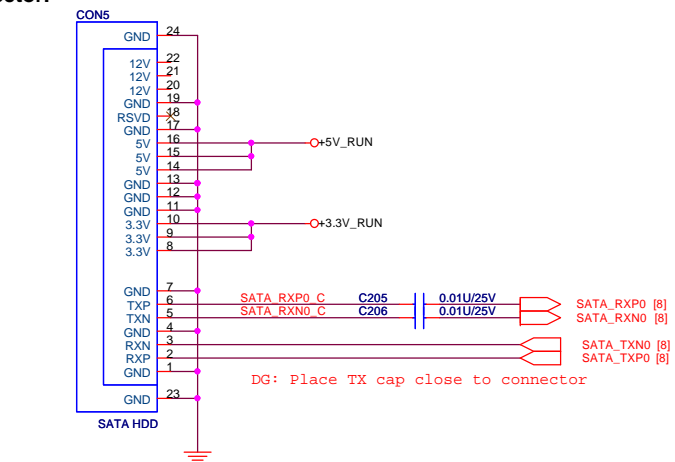 CON5
GND 24
12V 22
12V 21
12V 20
GND 19
RSVD 18
GND 17
5V 16 +5V_RUN
5V 15
5V 14
GND 13
GND 12
GND 11
3.3V 10 +3.3V_RUN
3.3V 9
3.3V 8
GND 7
TXP 6 SATA_RXP0_C C205 0.01U/25V SATA_RXP0 [8]
TXN 5 SATA_RXN0_C C206 0.01U/25V SATA_RXN0 [8]
GND 4
RXN 3 SATA_TXN0 [8]
RXP 2 SATA_TXP0 [8]
GND 1
DG: Place TX cap close to connector
GND 23
SATA HDD